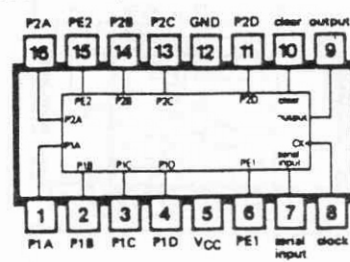 P2A PE2 P2B P2C GND P2D clear output
16 15 14 13 12 11 10 9
PE2 P2B P2C P2D clear
P2A output
P1A CK
P1B P1C P1D PE1 serial input
1 2 3 4 5 6 7 8
P1A P1B P1C P1D VCC PE1 serial input clock